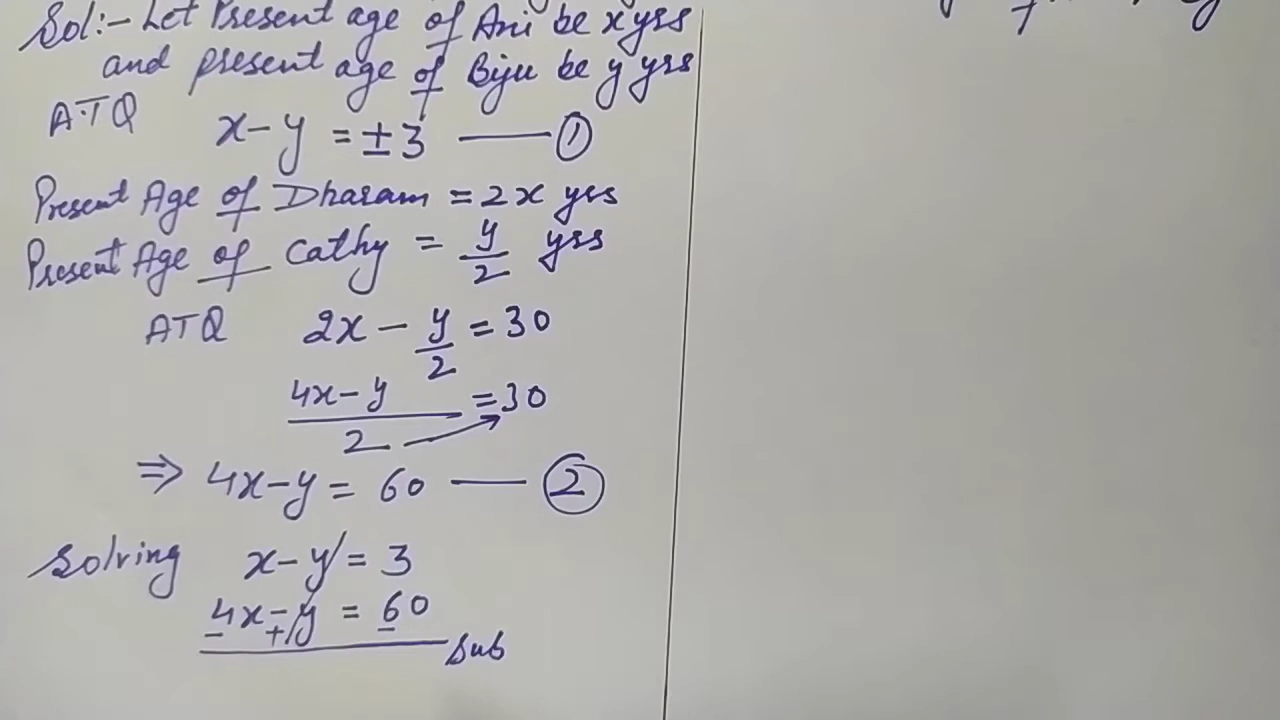 Sol:- Let Present age of Ani be x yrs
and present age of Biju be y yrs
ATQ x-y = ±3 —— ①
Present Age of Dharam = 2x yrs
Present Age of Cathy = y/2 yrs
ATQ 2x - y/2 = 30
4x-y/2 = 30
⇒ 4x-y = 60 —— ②
Solving x-y = 3
4x-y = 60
- + -
Sub